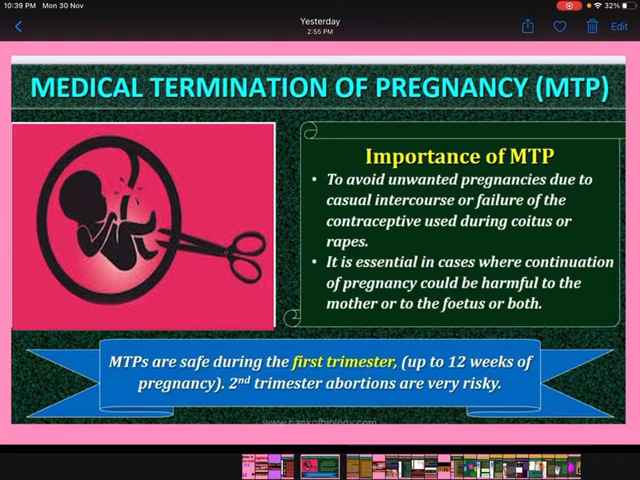 10:39 PM Mon 30 Nov
32%
Yesterday
2:55 PM
Edit
MEDICAL TERMINATION OF PREGNANCY (MTP)
Importance of MTP
• To avoid unwanted pregnancies due to
casual intercourse or failure of the
contraceptive used during coitus or
rapes.
• It is essential in cases where continuation
of pregnancy could be harmful to the
mother or to the foetus or both.
MTPs are safe during the first trimester, (up to 12 weeks of
pregnancy). 2nd trimester abortions are very risky.
www.bankofbiology.com